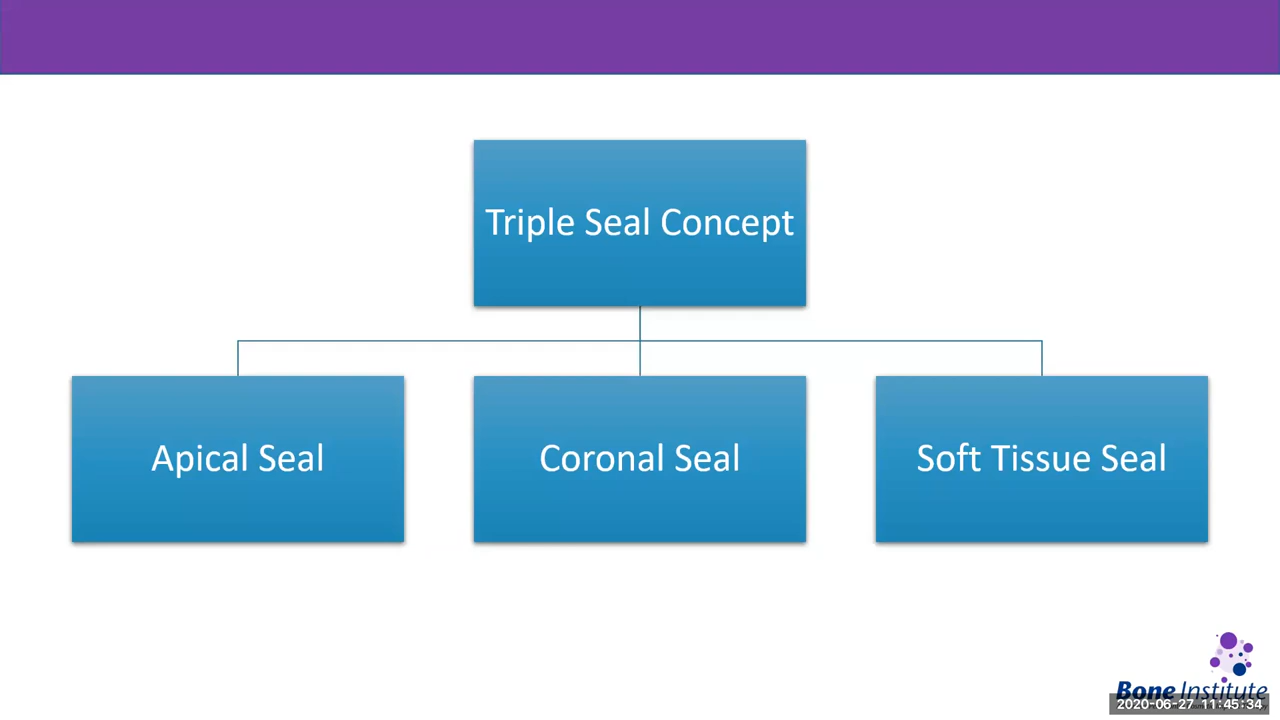 Triple Seal Concept
Apical Seal
Coronal Seal
Soft Tissue Seal
Bone Institute
2020-06-27 11:45:34